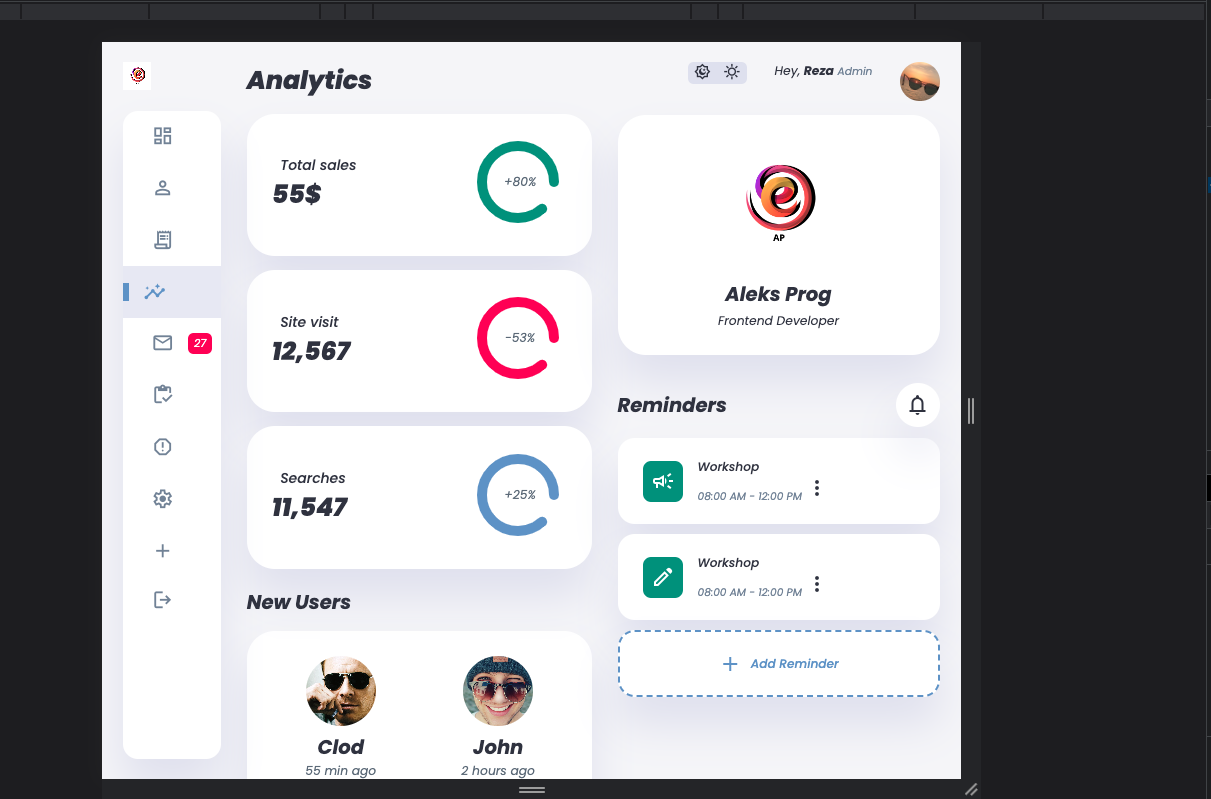 Analytics
Hey, Reza Admin
Total sales
55$
+80%
Site visit
12,567
-53%
Searches
11,547
+25%
27
New Users
Clod
55 min ago
John
2 hours ago
AP
Aleks Prog
Frontend Developer
Reminders
Workshop
08:00 AM - 12:00 PM
Workshop
08:00 AM - 12:00 PM
Add Reminder